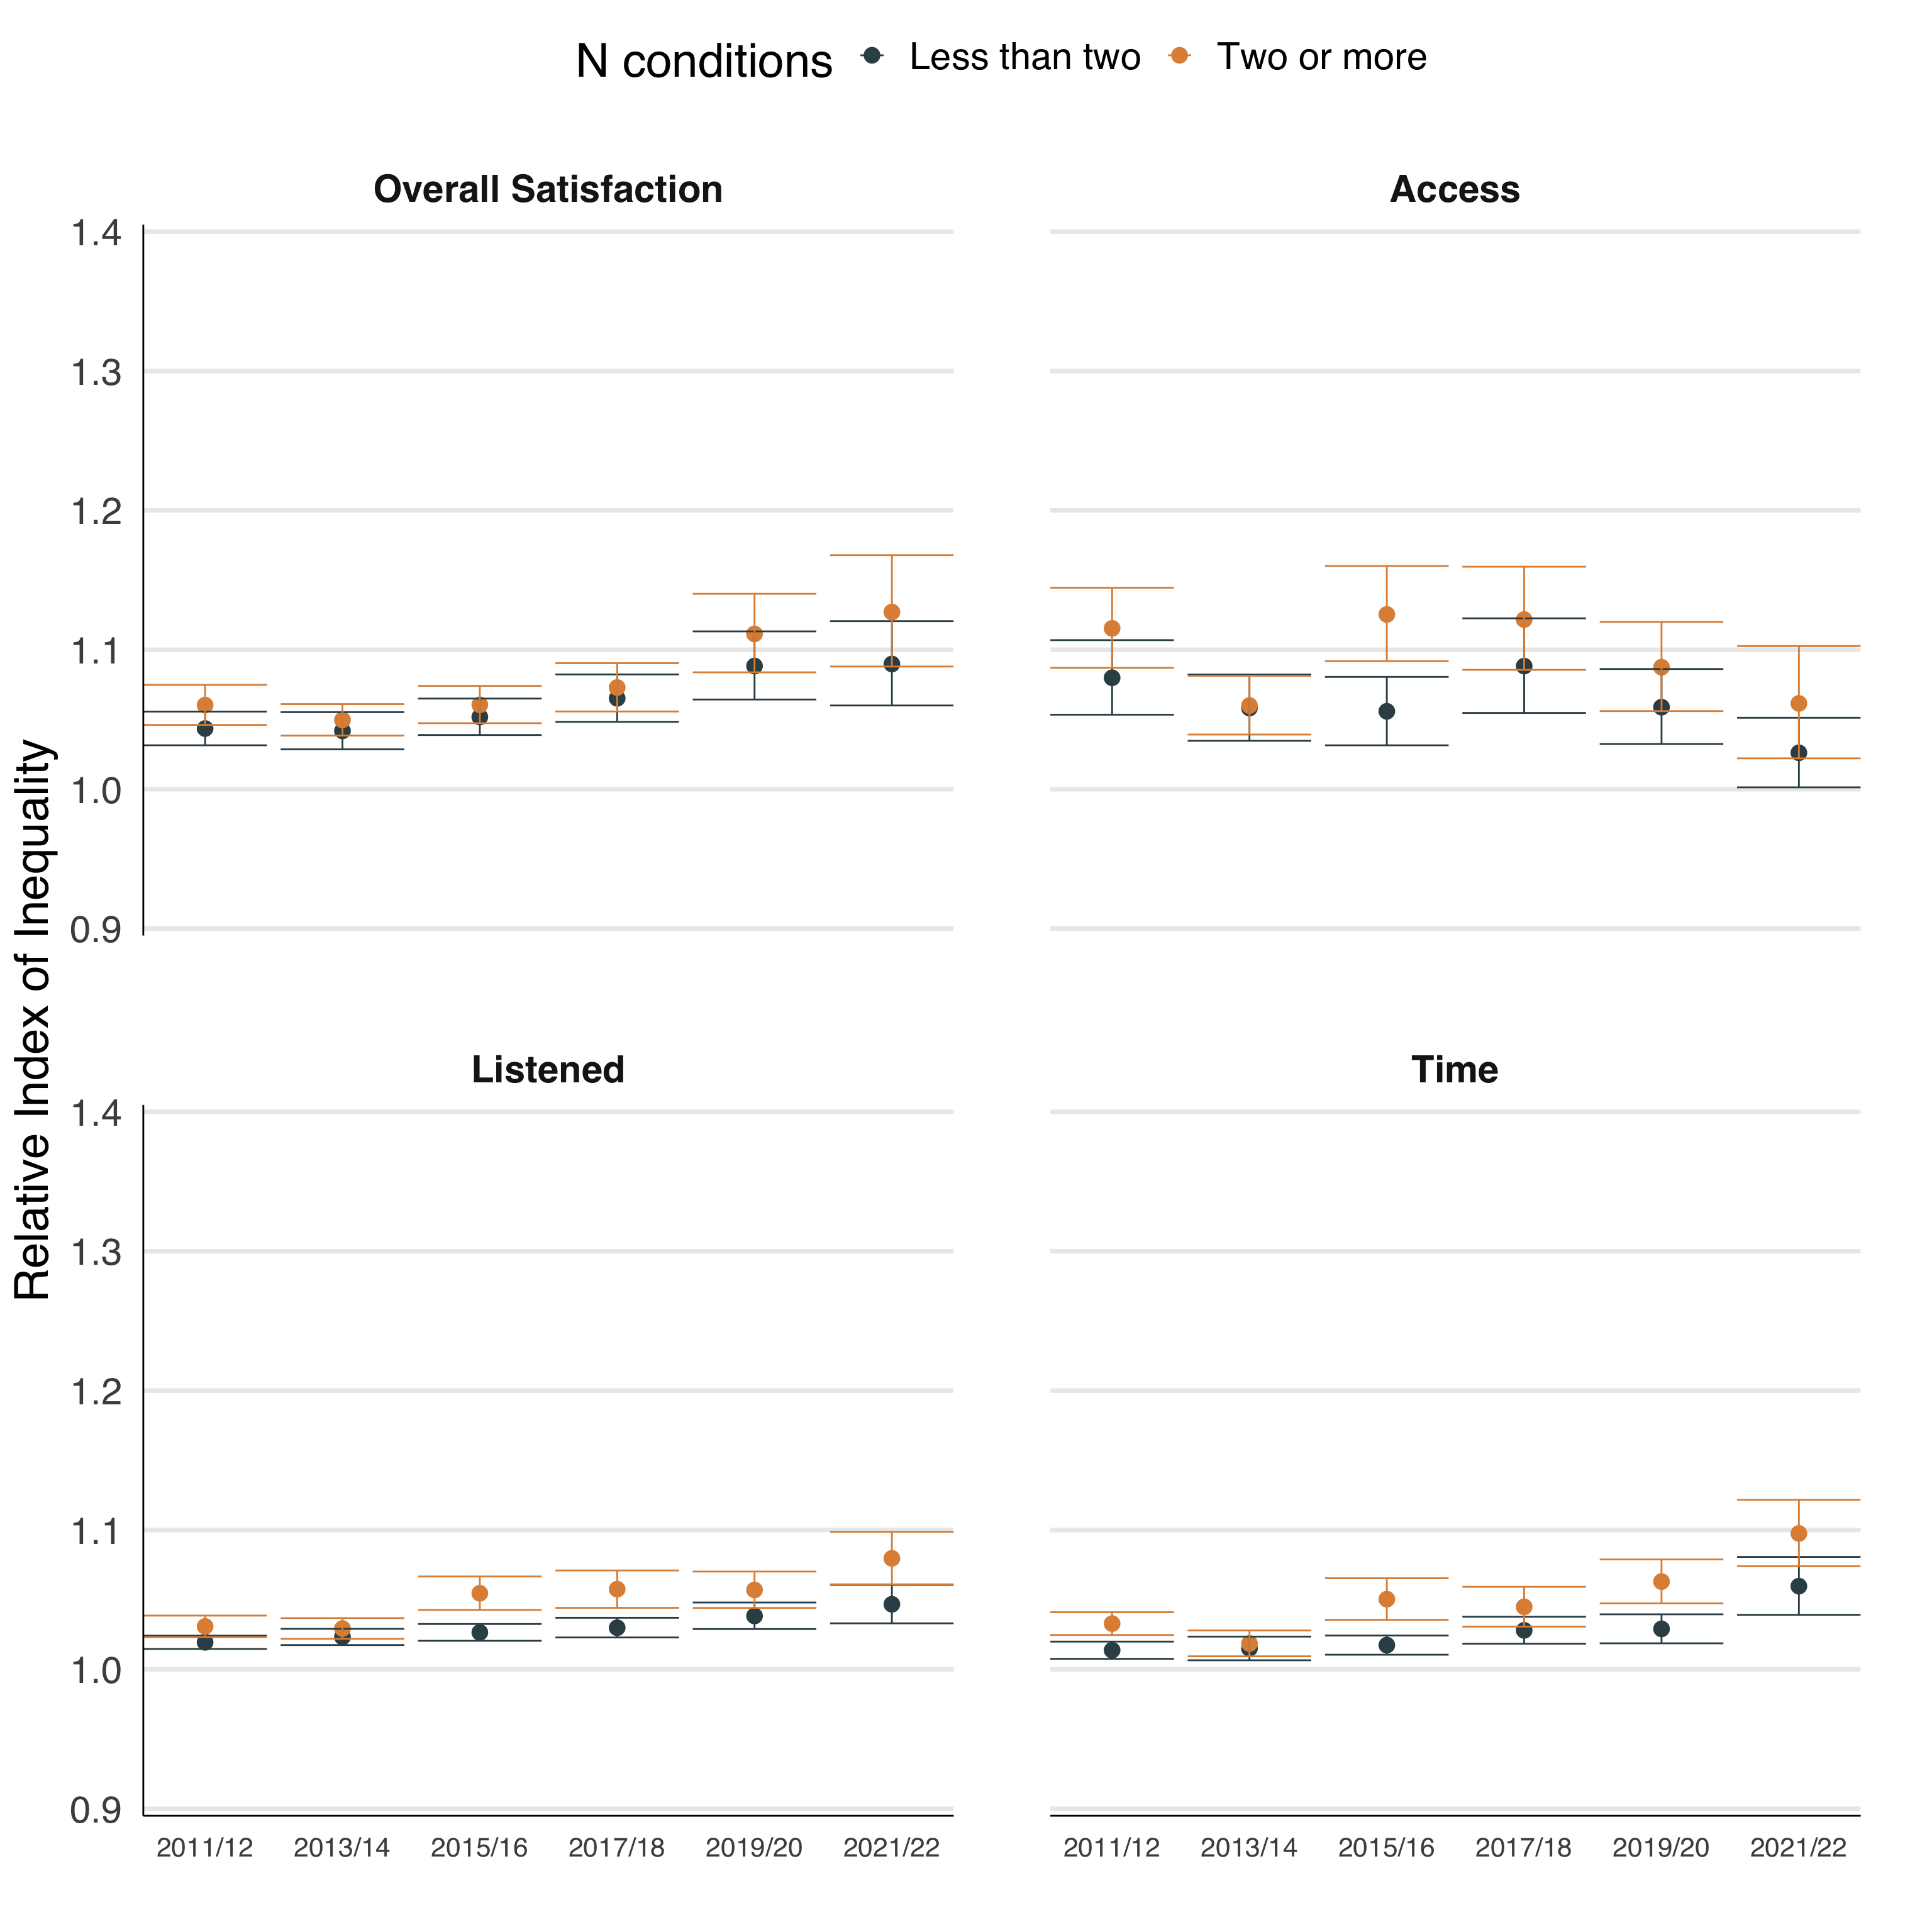 N conditions Less than two Two or more
Overall Satisfaction
Access
1.4
1.3
1.2
1.1
1.0
0.9
Relative Index of Inequality
Listened
Time
1.4
1.3
1.2
1.1
1.0
0.9
2011/12 2013/14 2015/16 2017/18 2019/20 2021/22
2011/12 2013/14 2015/16 2017/18 2019/20 2021/22